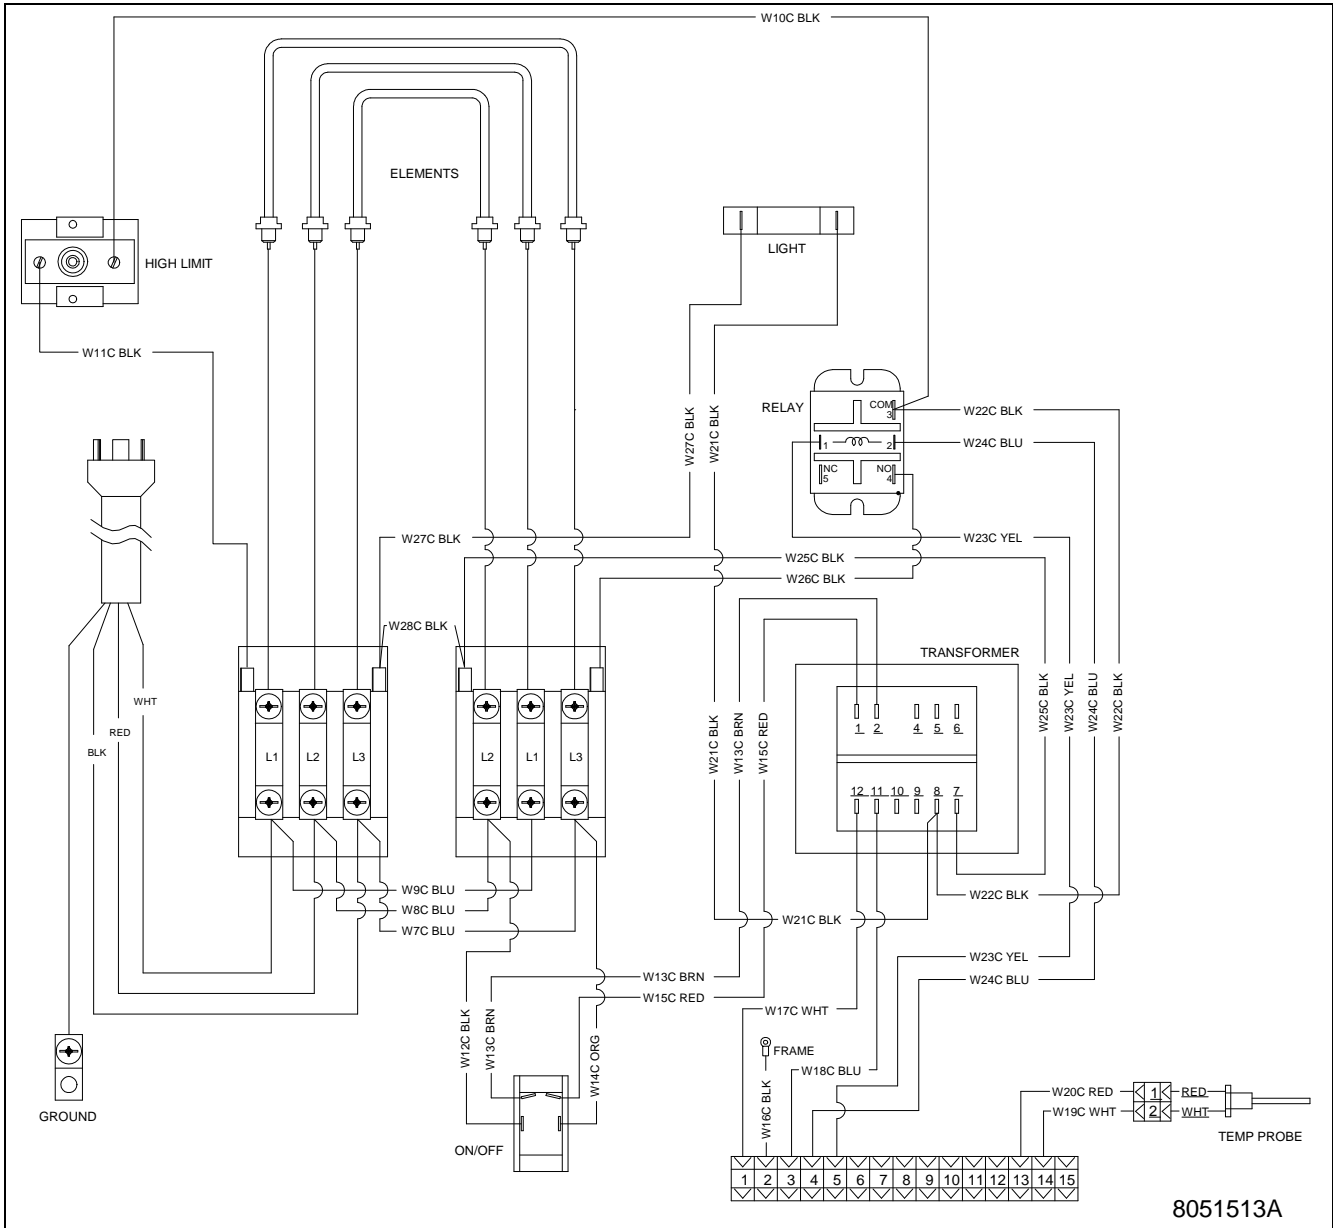 W10C BLK
ELEMENTS
LIGHT
HIGH LIMIT
W11C BLK
RELAY
COM
3
1
2
NC
5
NO
4
W22C BLK
W24C BLU
W27C BLK
W21C BLK
W27C BLK
W23C YEL
W25C BLK
W26C BLK
W28C BLK
TRANSFORMER
WHT
RED
BLK
L1
L2
L3
L2
L1
L3
W21C BLK
W13C BRN
W15C RED
1 2 4 5 6
12 11 10 9 8 7
W25C BLK
W23C YEL
W24C BLU
W22C BLK
W9C BLU
W8C BLU
W7C BLU
W22C BLK
W21C BLK
W23C YEL
W24C BLU
W13C BRN
W15C RED
W17C WHT
W12C BLK
W13C BRN
W14C ORG
FRAME
W18C BLU
W16C BLK
GROUND
ON/OFF
W20C RED
1
RED
W19C WHT
2
WHT
TEMP PROBE
1 2 3 4 5 6 7 8 9 10 11 12 13 14 15
8051513A